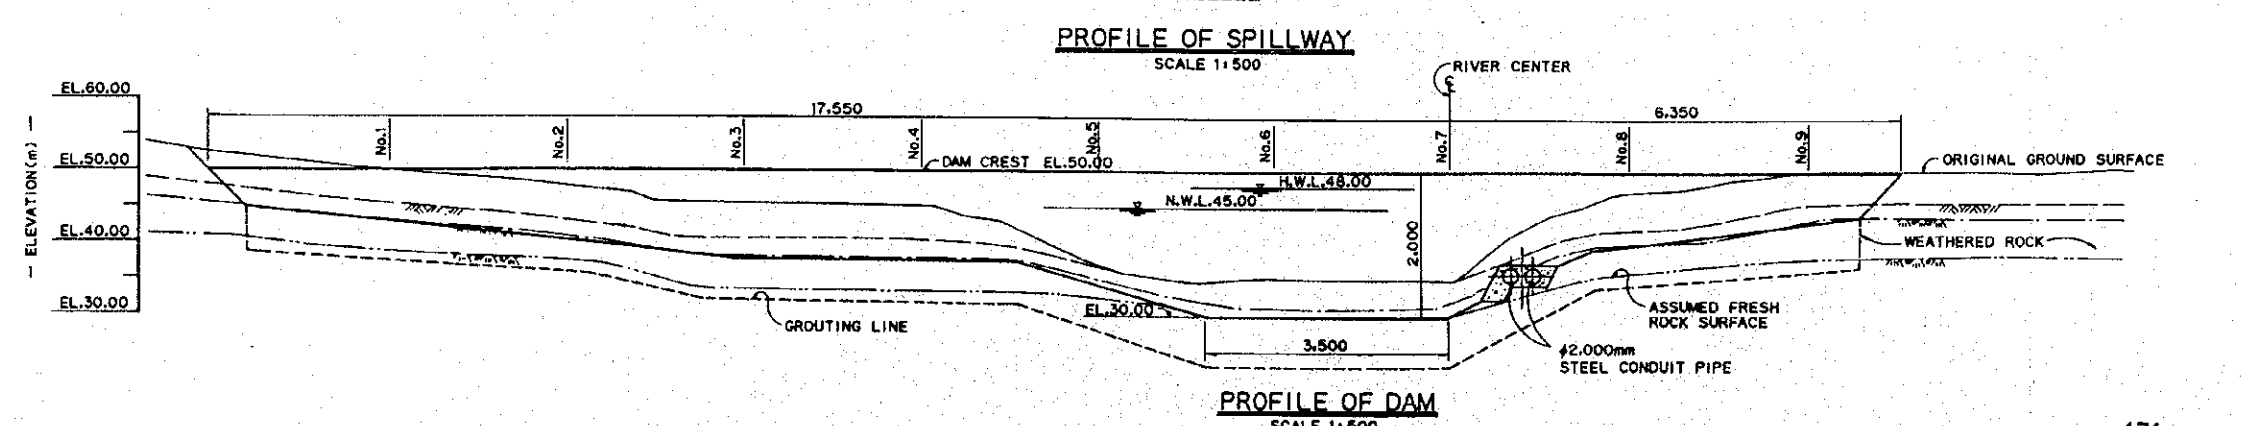 PROFILE OF SPILLWAY
SCALE 1:500
RIVER CENTER
EL.60.00
17.550
6.350
No.1
No.2
No.3
No.4
No.5
No.6
No.7
No.8
No.9
EL.50.00
DAM CREST EL.50.00
ORIGINAL GROUND SURFACE
H.W.L.48.00
N.W.L.45.00
— ELEVATION(m) —
EL.40.00
2.000
WEATHERED ROCK
EL.30.00
EL.30.00
GROUTING LINE
ASSUMED FRESH
ROCK SURFACE
3.500
φ2.000mm
STEEL CONDUIT PIPE
PROFILE OF DAM
SCALE 1:500